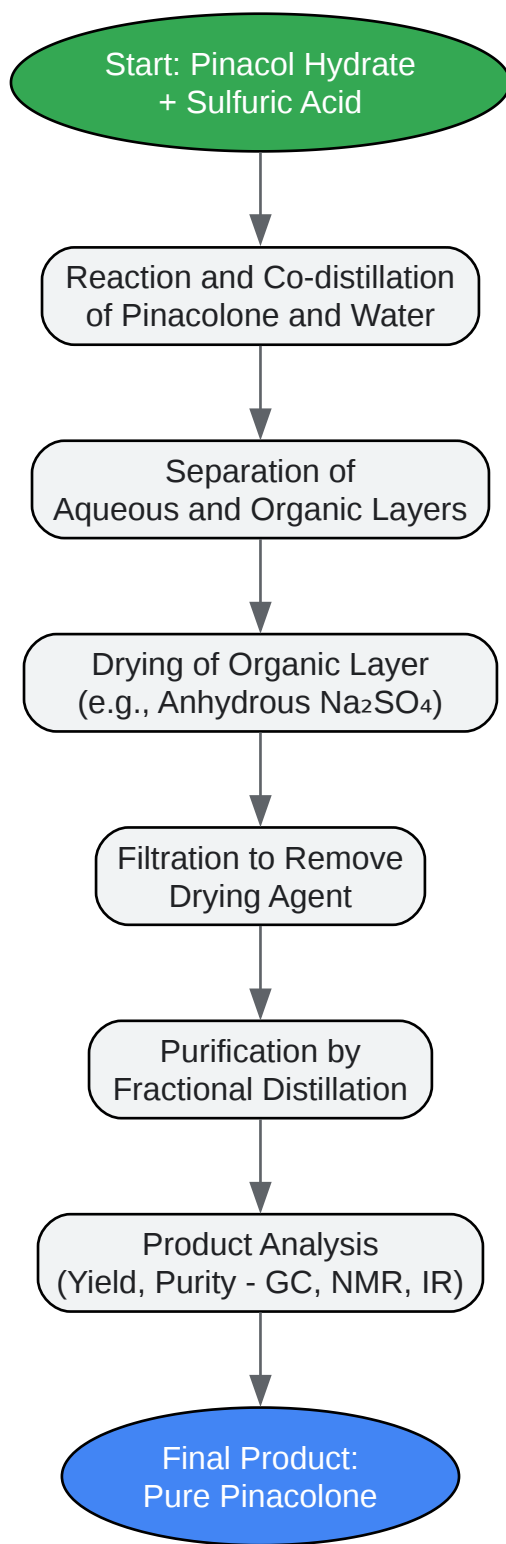 Start: Pinacol Hydrate
+ Sulfuric Acid
Reaction and Co-distillation
of Pinacolone and Water
Separation of
Aqueous and Organic Layers
Drying of Organic Layer
(e.g., Anhydrous Na₂SO₄)
Filtration to Remove
Drying Agent
Purification by
Fractional Distillation
Product Analysis
(Yield, Purity - GC, NMR, IR)
Final Product:
Pure Pinacolone